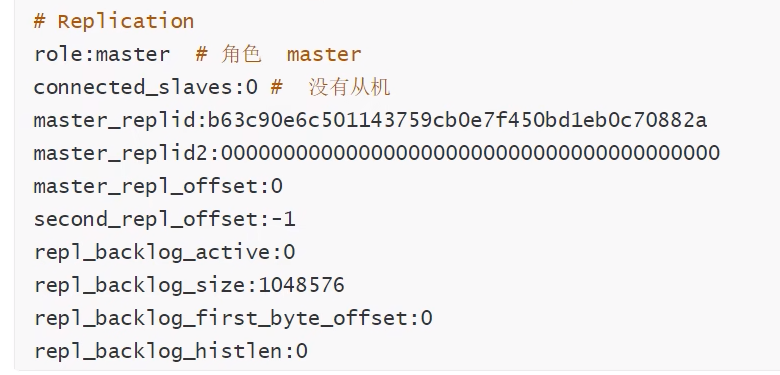 # Replication
role:master  # 角色  master
connected_slaves:0 #  没有从机
master_replid:b63c90e6c501143759cb0e7f450bd1eb0c70882a
master_replid2:0000000000000000000000000000000000000000
master_repl_offset:0
second_repl_offset:-1
repl_backlog_active:0
repl_backlog_size:1048576
repl_backlog_first_byte_offset:0
repl_backlog_histlen:0